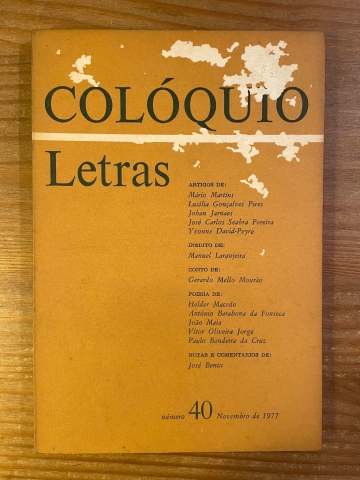 COLÓQUIO
Letras
ARTIGOS DE:
Mário Martins
Lucília Gonçalves Pires
Johan Jarnaes
José Carlos Seabra Pereira
Yvonne David-Peyre
INÉDITO DE:
Manuel Laranjeira
CONTO DE:
Gerardo Mello Mourão
POESIA DE:
Helder Macedo
António Barahona da Fonseca
João Maia
Vítor Oliveira Jorge
Paulo Bandeira da Cruz
NOTAS E COMENTÁRIOS DE:
José Bento
número 40 Novembro de 1977